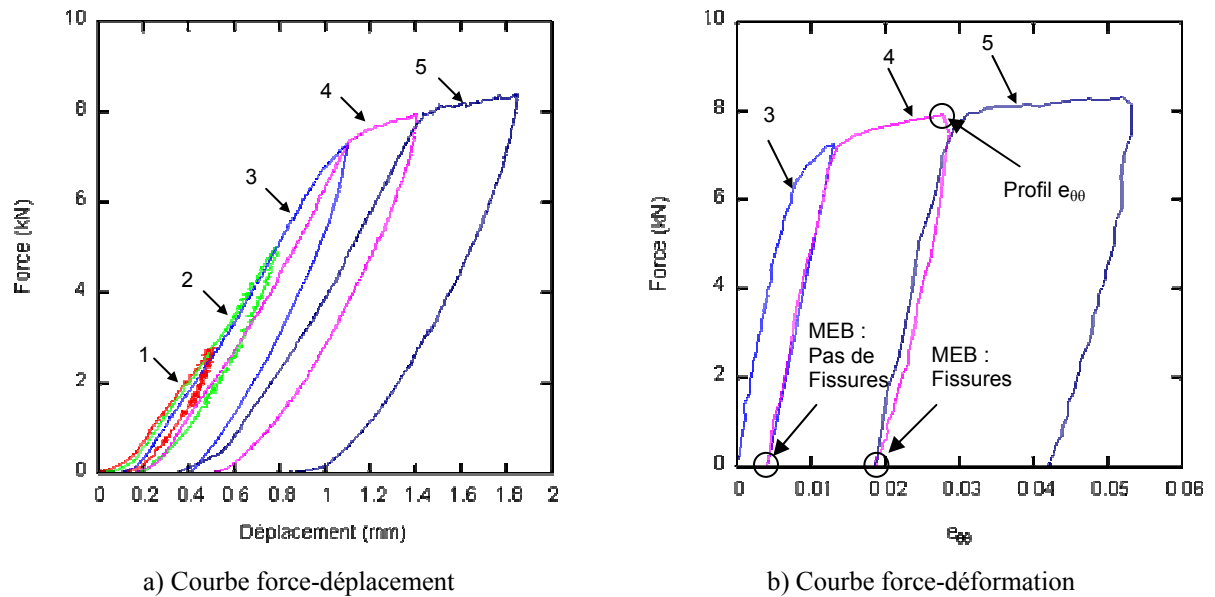 10
8
6
4
2
0
Force (kN)
1
2
3
4
5
0 0.2 0.4 0.6 0.8 1 1.2 1.4 1.6 1.8 2
Déplacement (mm)
a) Courbe force-déplacement
10
8
6
4
2
0
Force (kN)
3
4
5
Profil eθθ
MEB :
Pas de
Fissures
MEB :
Fissures
0 0.01 0.02 0.03 0.04 0.05 0.06
eθθ
b) Courbe force-déformation